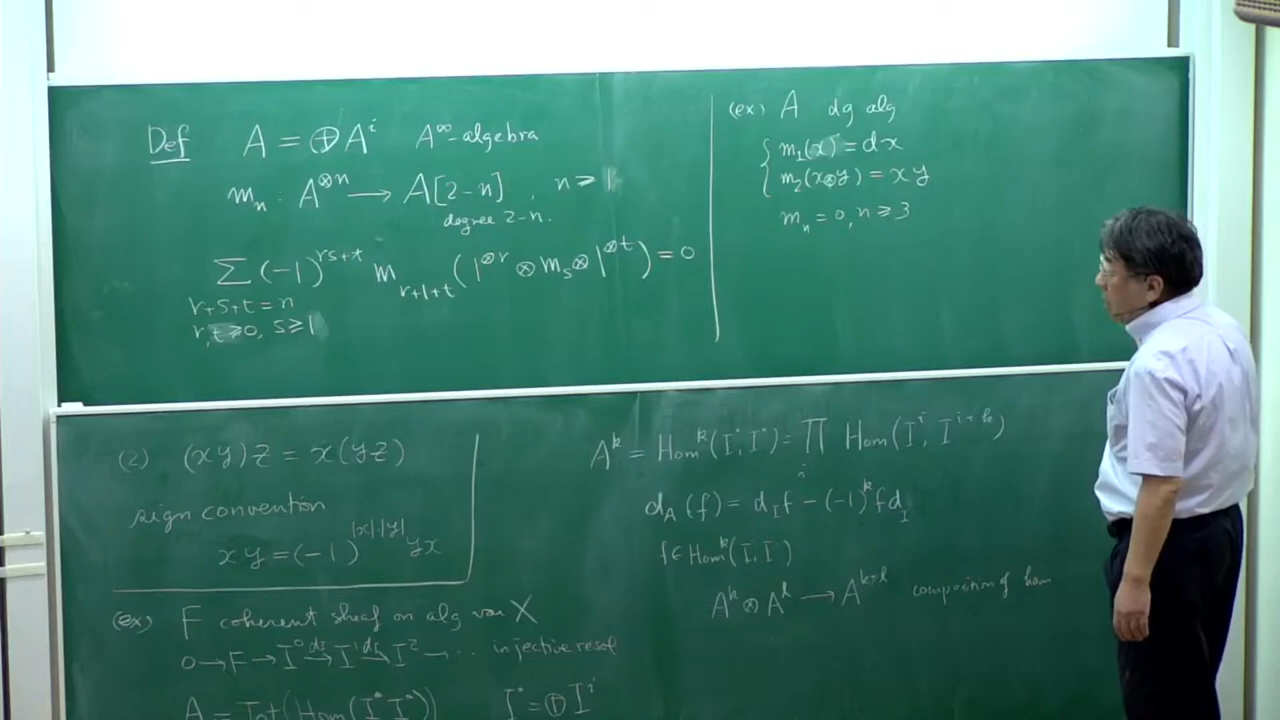 Def A = ⊕A^i A^∞-algebra
m_n : A^{⊗n} → A[2-n], n ≥ 1
degree 2-n.
Σ (-1)^{rs+t} m_{r+1+t} (1^{⊗r} ⊗ m_s ⊗ 1^{⊗t}) = 0
r+s+t = n
r, t ≥ 0, s ≥ 1
(ex) A dg alg
{ m_1(x) = dx
m_2(x⊗y) = xy
m_n = 0, n ≥ 3
(2) (xy)z = x(yz)
sign convention
xy = (-1)^{|x|·|y|} yx
(ex) F coherent sheaf on alg var X
0 → F → I^0 →^{d_I} I^1 →^{d_I} I^2 → ··· injective resol
A = Tot(Hom(I^•, I^•)) I^• = ⊕ I^i
A^k = Hom^k(I^•, I^•) = ∏_i Hom(I^i, I^{i+k})
d_A(f) = d_I f - (-1)^k f d_I
f ∈ Hom^k(I, I)
A^k ⊗ A^l → A^{k+l} composition of hom